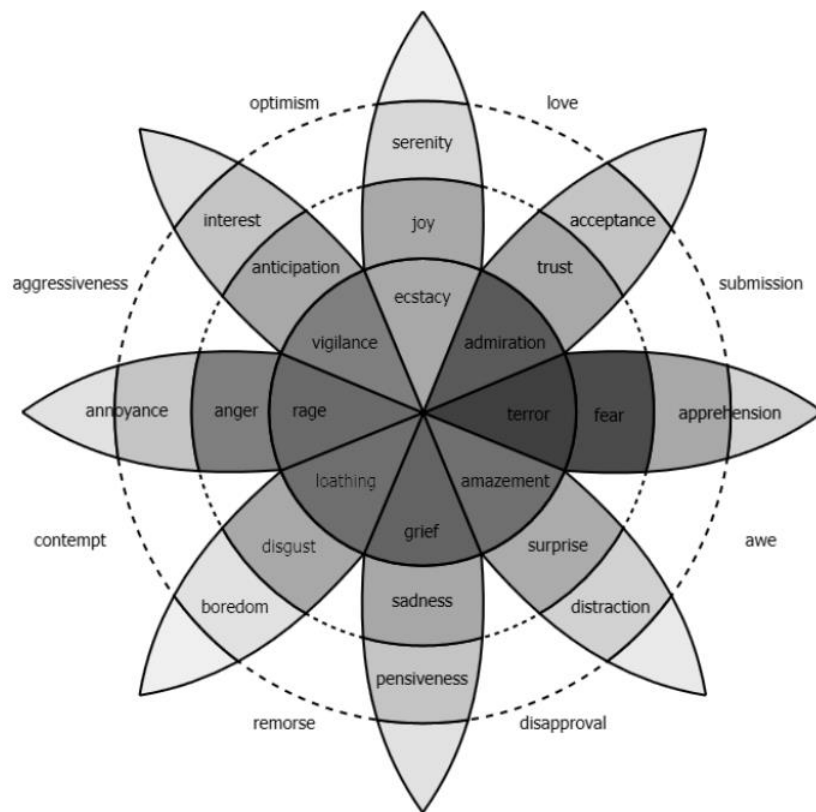 optimism
love
serenity
interest
acceptance
joy
anticipation
trust
aggressiveness
submission
ecstacy
vigilance
admiration
annoyance
anger
rage
terror
fear
apprehension
loathing
amazement
grief
contempt
disgust
surprise
awe
boredom
sadness
distraction
pensiveness
remorse
disapproval